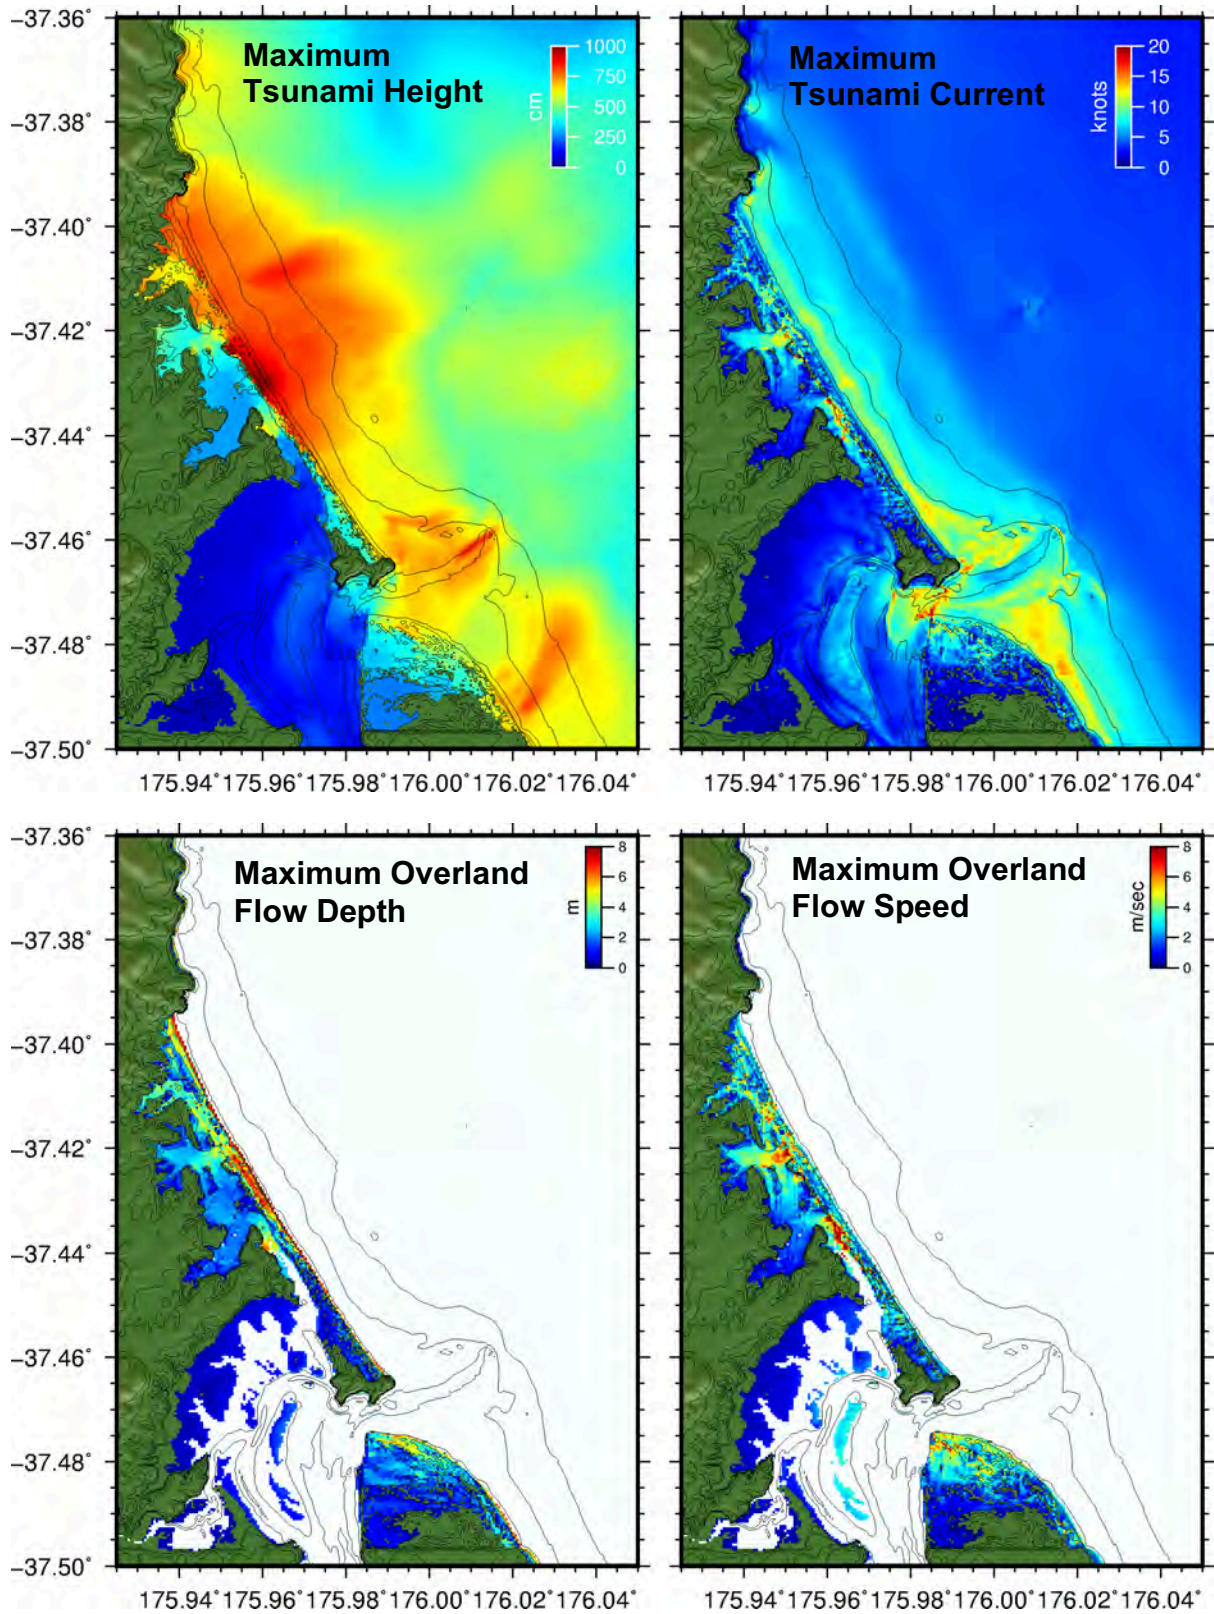 Maximum
Tsunami Height
cm
1000
750
500
250
0
−37.36˚
−37.38˚
−37.40˚
−37.42˚
−37.44˚
−37.46˚
−37.48˚
−37.50˚
175.94˚ 175.96˚ 175.98˚ 176.00˚ 176.02˚ 176.04˚
Maximum
Tsunami Current
knots
20
15
10
5
0
175.94˚ 175.96˚ 175.98˚ 176.00˚ 176.02˚ 176.04˚
Maximum Overland
Flow Depth
m
8
6
4
2
0
−37.36˚
−37.38˚
−37.40˚
−37.42˚
−37.44˚
−37.46˚
−37.48˚
−37.50˚
175.94˚ 175.96˚ 175.98˚ 176.00˚ 176.02˚ 176.04˚
Maximum Overland
Flow Speed
m/sec
8
6
4
2
0
175.94˚ 175.96˚ 175.98˚ 176.00˚ 176.02˚ 176.04˚